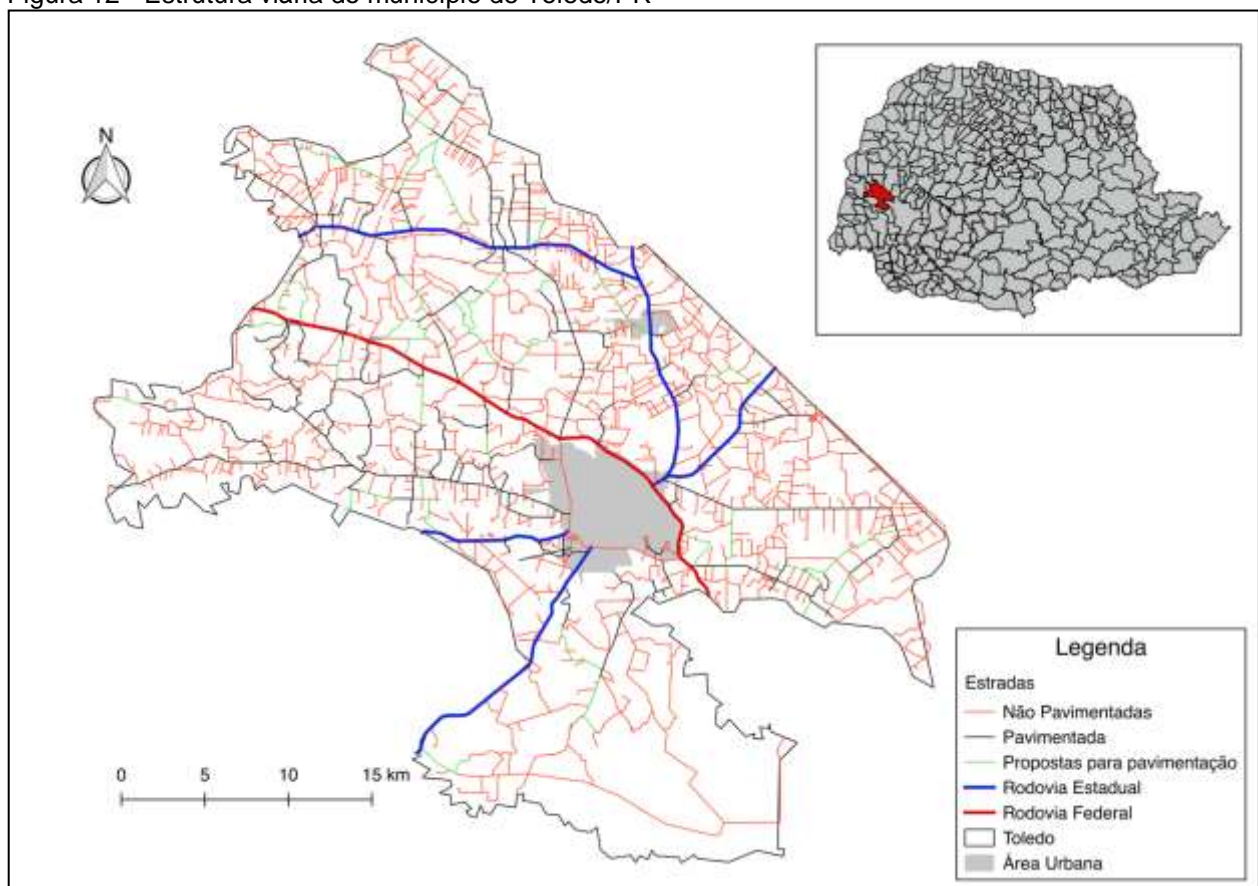 Figura 12 - Estrutura viária do município de Toledo/PR
N
0 5 10 15 km
Legenda
Estradas
Não Pavimentadas
Pavimentada
Propostas para pavimentação
Rodovia Estadual
Rodovia Federal
Toledo
Área Urbana